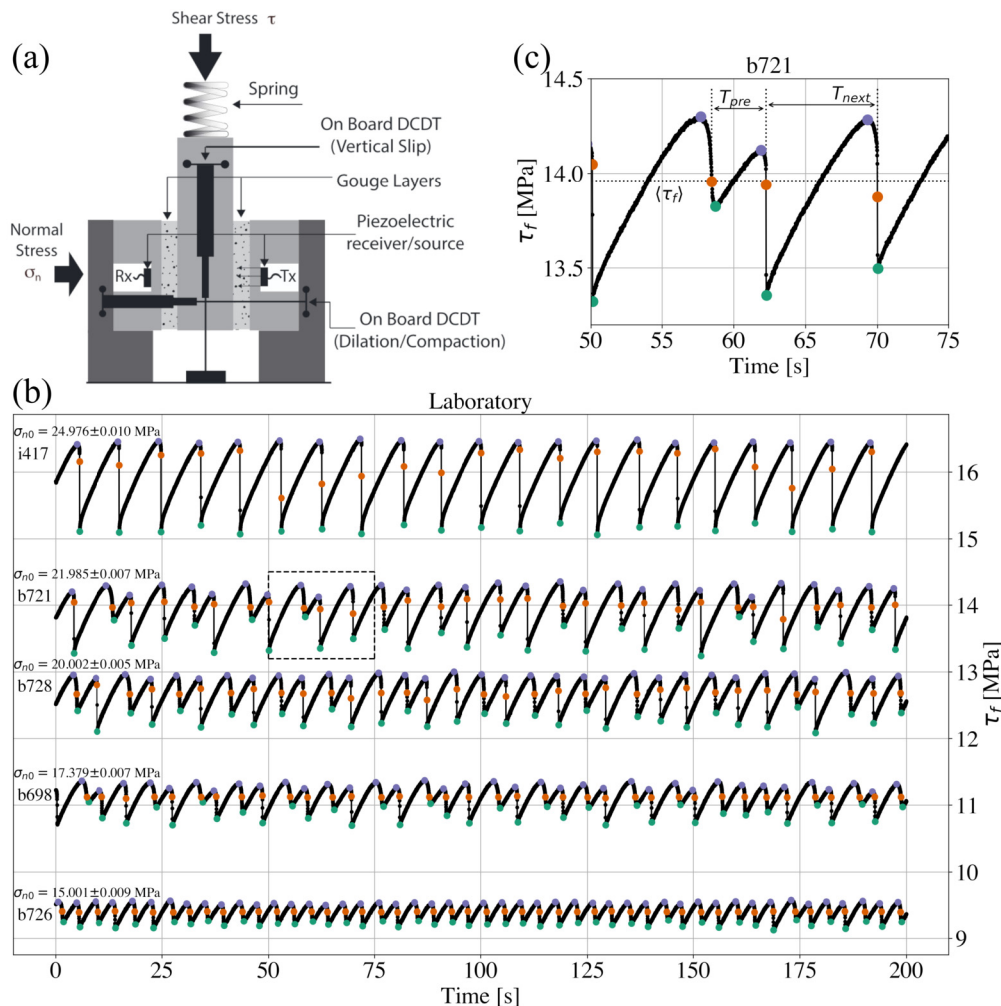 (a)
Shear Stress τ
Spring
On Board DCDT
(Vertical Slip)
Gouge Layers
Piezoelectric
receiver/source
Normal
Stress
σn
Rx
Tx
On Board DCDT
(Dilation/Compaction)
(c)
b721
14.5
14.0
13.5
τf [MPa]
Tpre
Tnext
⟨τf⟩
50 55 60 65 70 75
Time [s]
(b)
Laboratory
σn0 = 24.976±0.010 MPa
i417
σn0 = 21.985±0.007 MPa
b721
σn0 = 20.002±0.005 MPa
b728
σn0 = 17.379±0.007 MPa
b698
σn0 = 15.001±0.009 MPa
b726
16
15
14
13
12
11
10
9
τf [MPa]
0 25 50 75 100 125 150 175 200
Time [s]